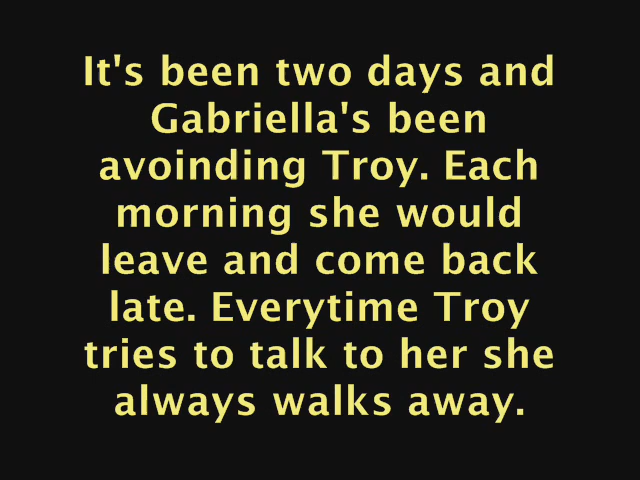 It's been two days and
Gabriella's been
avoinding Troy. Each
morning she would
leave and come back
late. Everytime Troy
tries to talk to her she
always walks away.